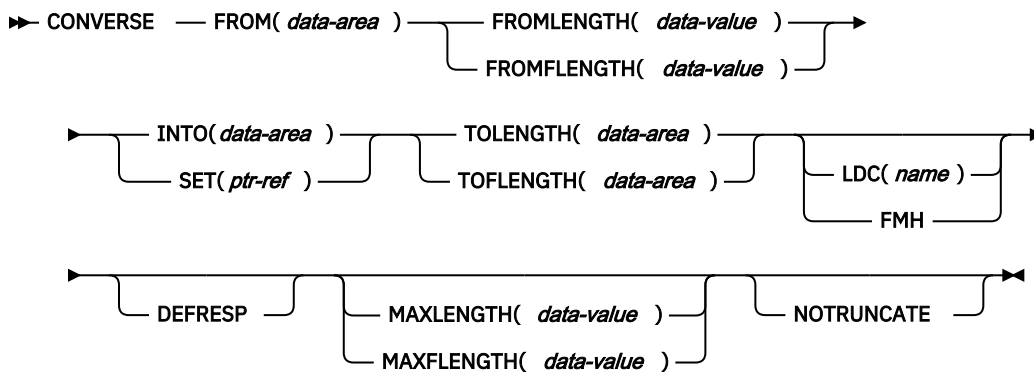 CONVERSE FROM( data-area ) FROMLENGTH( data-value )
FROMFLENGTH( data-value )
INTO( data-area ) TOLENGTH( data-area )
SET( ptr-ref ) TOFLENGTH( data-area ) LDC( name )
FMH
DEFRESP MAXLENGTH( data-value ) NOTRUNCATE
MAXFLENGTH( data-value )